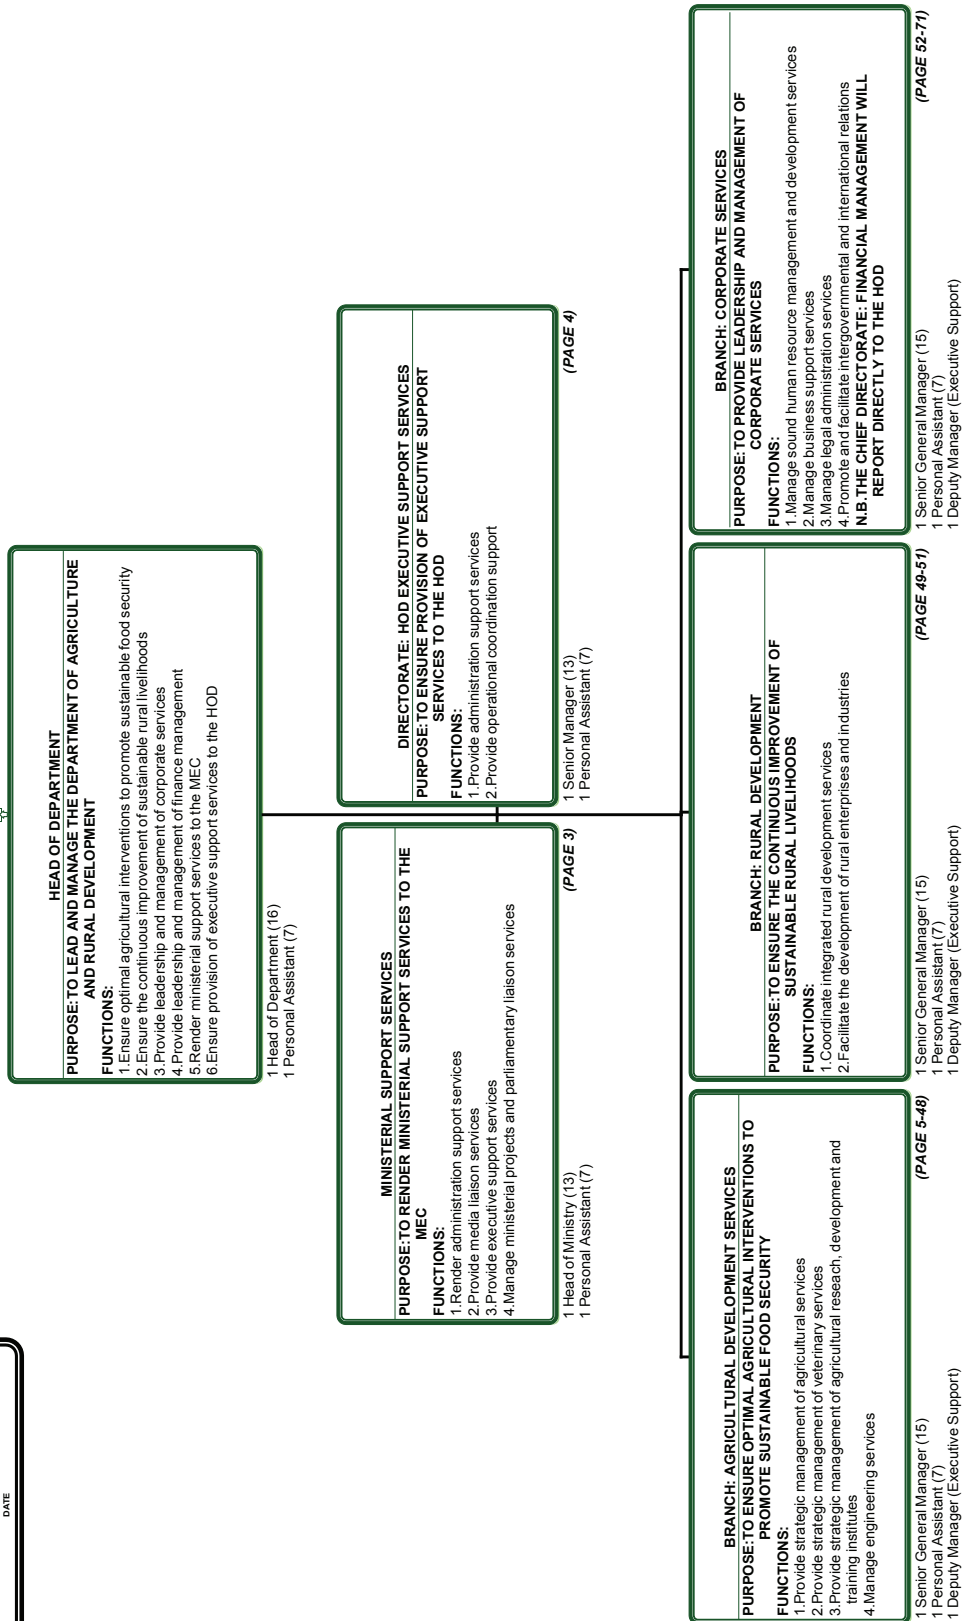 DATE
HEAD OF DEPARTMENT
PURPOSE:TO LEAD AND MANAGE THE DEPARTMENT OF AGRICULTURE
AND RURAL DEVELOPMENT
FUNCTIONS:
1.Ensure optimal agricultural interventions to promote sustainable food security
2.Ensure the continuous improvement of sustainable rural livelihoods
3.Provide leadership and management of corporate services
4.Provide leadership and management of finance management
5.Render ministerial support services to the MEC
6.Ensure provision of executive support services to the HOD
1 Head of Department (16)
1 Personal Assistant (7)
MINISTERIAL SUPPORT SERVICES
PURPOSE:TO RENDER MINISTERIAL SUPPORT SERVICES TO THE
MEC
FUNCTIONS:
1.Render administration support services
2.Provide media liaison services
3.Provide executive support services
4.Manage ministerial projects and parliamentary liaison services
(PAGE 3)
1 Head of Ministry (13)
1 Personal Assistant (7)
DIRECTORATE: HOD EXECUTIVE SUPPORT SERVICES
PURPOSE:TO ENSURE PROVISION OF EXECUTIVE SUPPORT
SERVICES TO THE HOD
FUNCTIONS:
1.Provide administration support services
2.Provide operational coordination support
(PAGE 4)
1 Senior Manager (13)
1 Personal Assistant (7)
BRANCH: AGRICULTURAL DEVELOPMENT SERVICES
PURPOSE:TO ENSURE OPTIMAL AGRICULTURAL INTERVENTIONS TO
PROMOTE SUSTAINABLE FOOD SECURITY
FUNCTIONS:
1.Provide strategic management of agricultural services
2.Provide strategic management of veterinary services
3.Provide strategic management of agricultural reseach, development and
training institutes
4.Manage engineering services
(PAGE 5-48)
1 Senior General Manager (15)
1 Personal Assistant (7)
1 Deputy Manager (Executive Support)
BRANCH: RURAL DEVELOPMENT
PURPOSE:TO ENSURE THE CONTINUOUS IMPROVEMENT OF
SUSTAINABLE RURAL LIVELIHOODS
FUNCTIONS:
1.Coordinate integrated rural development services
2.Facilitate the development of rural enterprises and industries
(PAGE 49-51)
1 Senior General Manager (15)
1 Personal Assistant (7)
1 Deputy Manager (Executive Support)
BRANCH: CORPORATE SERVICES
PURPOSE:TO PROVIDE LEADERSHIP AND MANAGEMENT OF
CORPORATE SERVICES
FUNCTIONS:
1.Manage sound human resource management and development services
2.Manage business support services
3.Manage legal administration services
4.Promote and facilitate intergovernmental and international relations
N.B.THE CHIEF DIRECTORATE: FINANCIAL MANAGEMENT WILL
REPORT DIRECTLY TO THE HOD
(PAGE 52-71)
1 Senior General Manager (15)
1 Personal Assistant (7)
1 Deputy Manager (Executive Support)